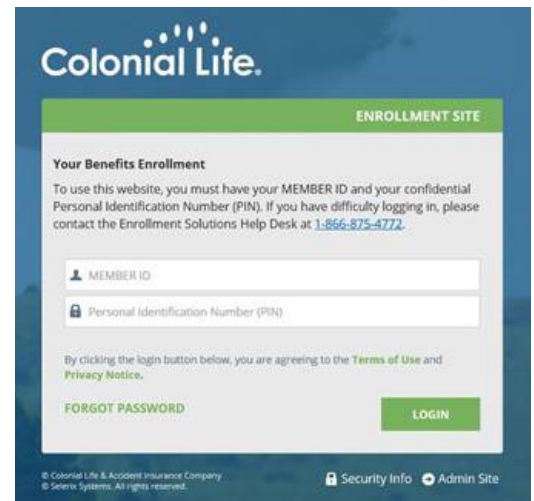 Colonial Life.
ENROLLMENT SITE
Your Benefits Enrollment
To use this website, you must have your MEMBER ID and your confidential
Personal Identification Number (PIN). If you have difficulty logging in, please
contact the Enrollment Solutions Help Desk at 1-866-875-4772.
MEMBER ID
Personal Identification Number (PIN)
By clicking the login button below, you are agreeing to the Terms of Use and
Privacy Notice.
FORGOT PASSWORD
LOGIN
© Colonial Life & Accident Insurance Company
© Selerix Systems. All rights reserved.
Security Info Admin Site